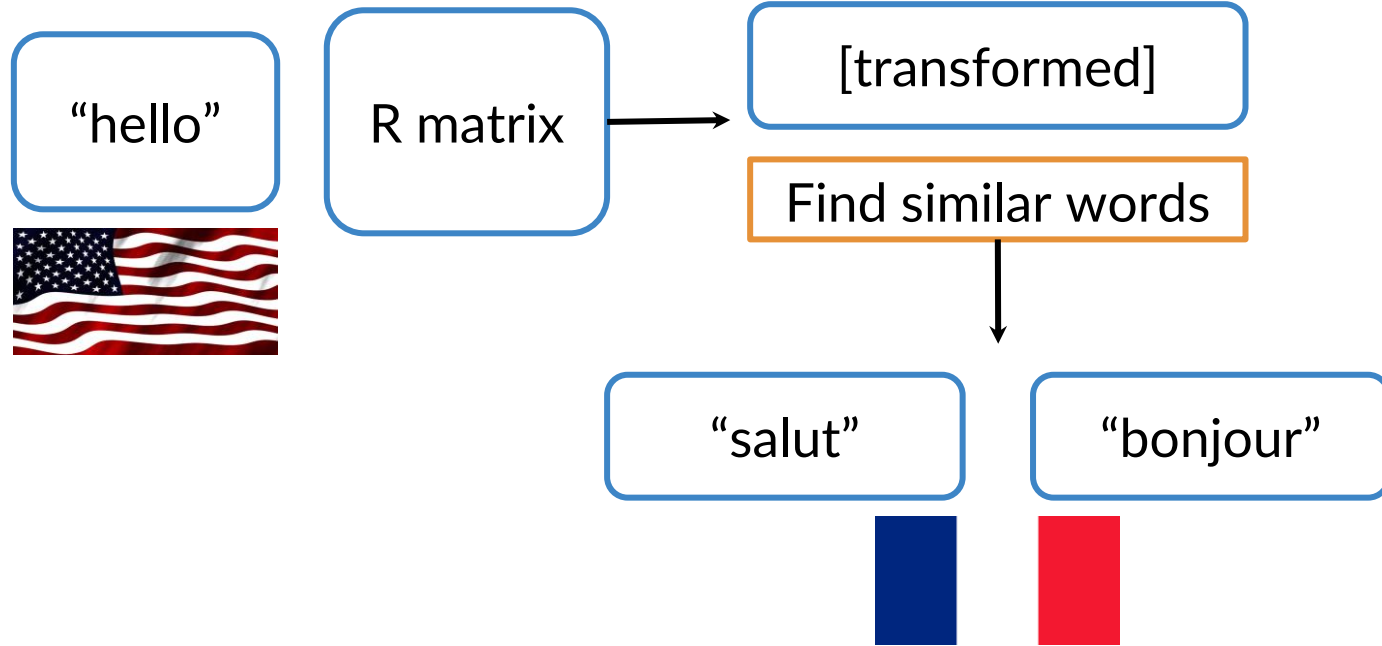 “hello”
R matrix
[transformed]
Find similar words
“salut”
“bonjour”